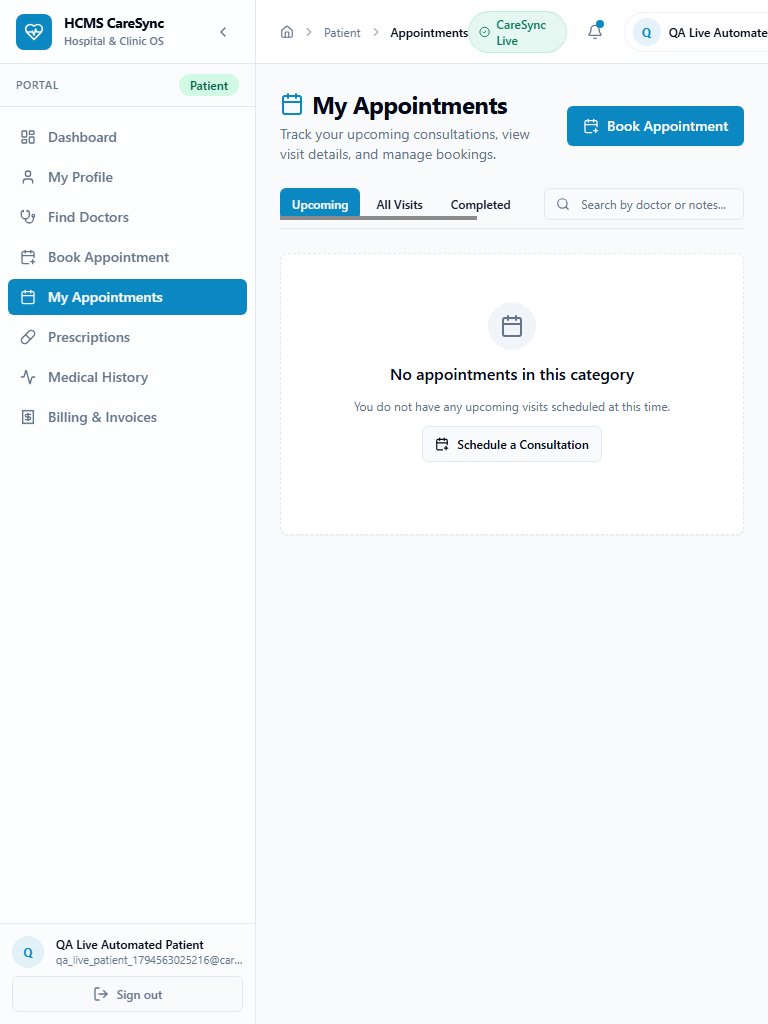 HCMS CareSync
Hospital & Clinic OS
PORTAL
Patient
Dashboard
My Profile
Find Doctors
Book Appointment
My Appointments
Prescriptions
Medical History
Billing & Invoices
Q
QA Live Automated Patient
qa_live_patient_1794563025216@car...
Sign out
Patient
Appointments
CareSync
Live
Q
QA Live Automate
My Appointments
Track your upcoming consultations, view
visit details, and manage bookings.
Book Appointment
Upcoming
All Visits
Completed
Search by doctor or notes...
No appointments in this category
You do not have any upcoming visits scheduled at this time.
Schedule a Consultation